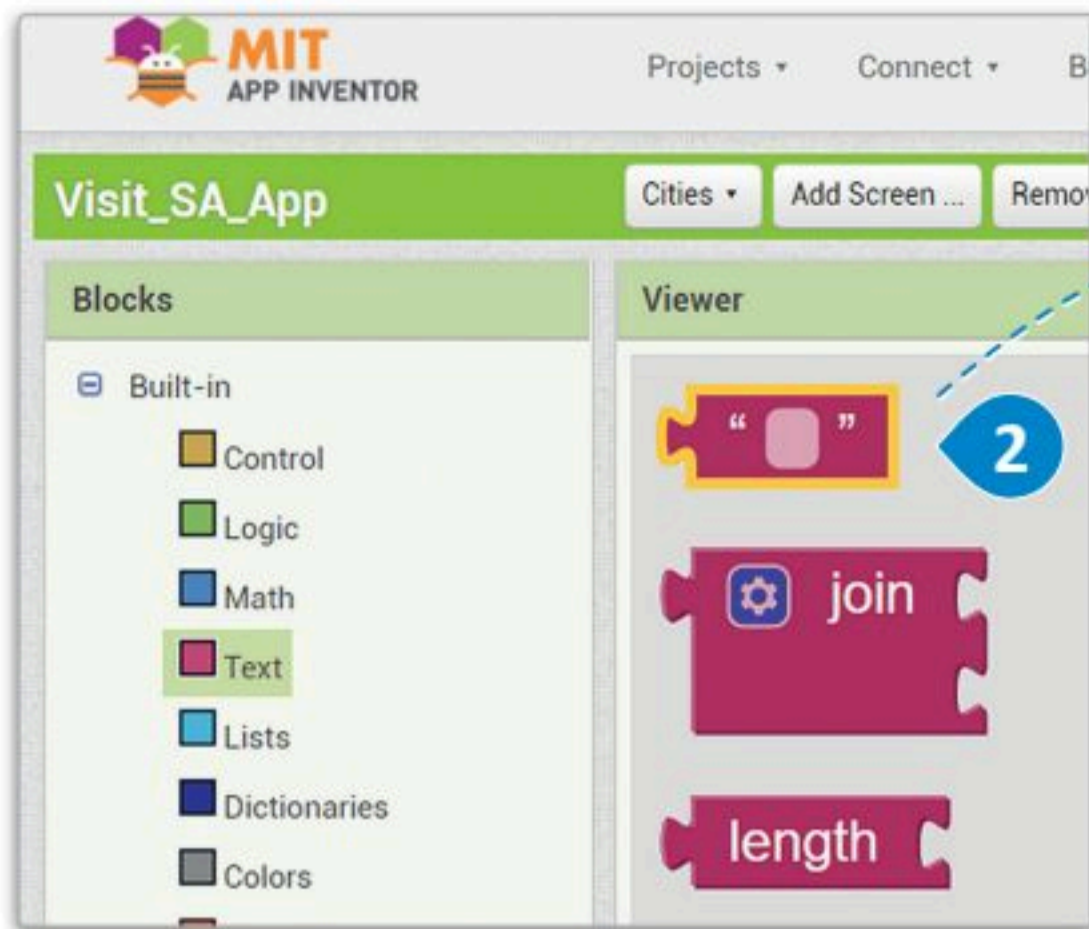 MIT
APP INVENTOR
Projects
Connect
Visit_SA_App
Cities
Add Screen ...
Blocks
Viewer
Built-in
Control
Logic
Math
Text
Lists
Dictionaries
Colors
“ ”
2
join
length